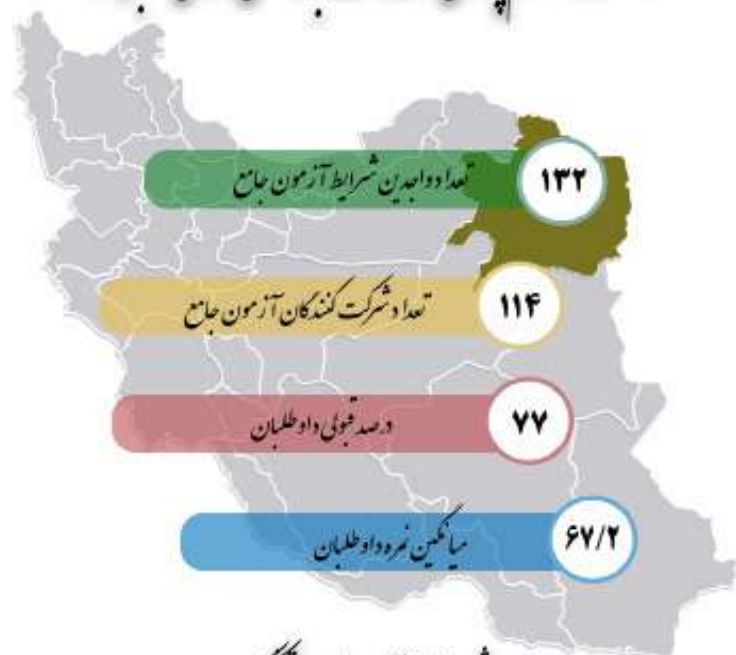 تعداد واجدین شرایط آزمون جامع
۱۳۲
تعداد شرکت کنندگان آزمون جامع
۱۱۴
درصد قبولی داوطلبان
۷۷
میانگین نمره داوطلبان
۶۷/۲